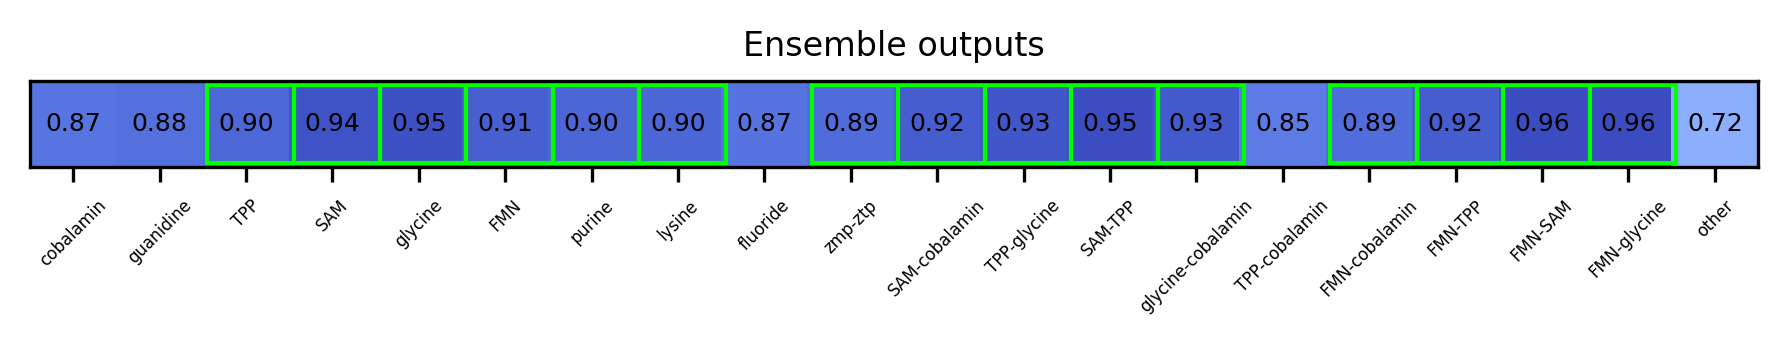 Ensemble outputs
0.87 0.88 0.90 0.94 0.95 0.91 0.90 0.90 0.87 0.89 0.92 0.93 0.95 0.93 0.85 0.89 0.92 0.96 0.96 0.72
cobalamin guanidine TPP SAM glycine FMN purine lysine fluoride zmp-ztp SAM-cobalamin TPP-glycine SAM-TPP glycine-cobalamin TPP-cobalamin FMN-cobalamin FMN-TPP FMN-SAM FMN-glycine other